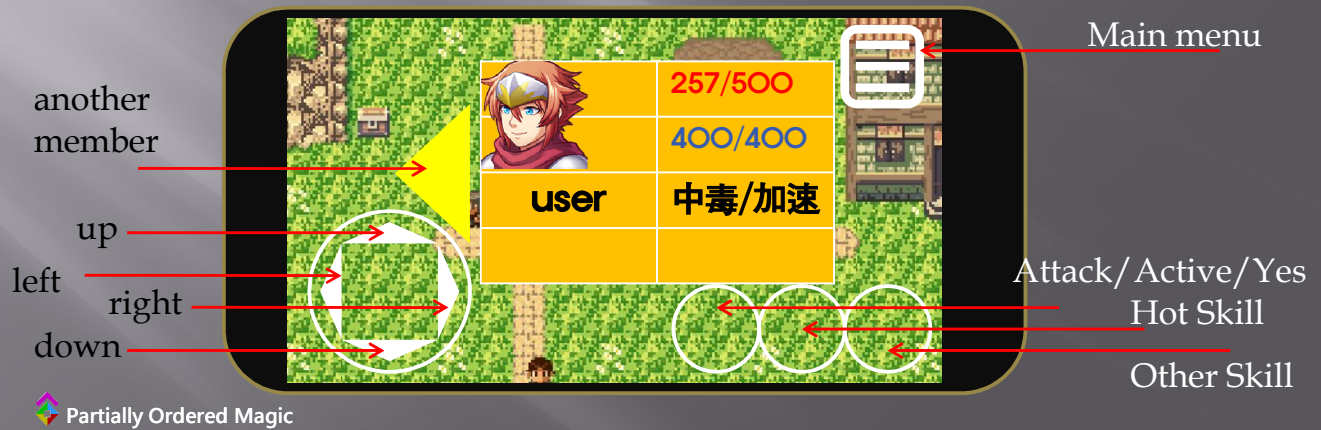 Main menu
another
member
257/500
400/400
user
中毒/加速
up
left
right
down
Attack/Active/Yes
Hot Skill
Other Skill
Partially Ordered Magic